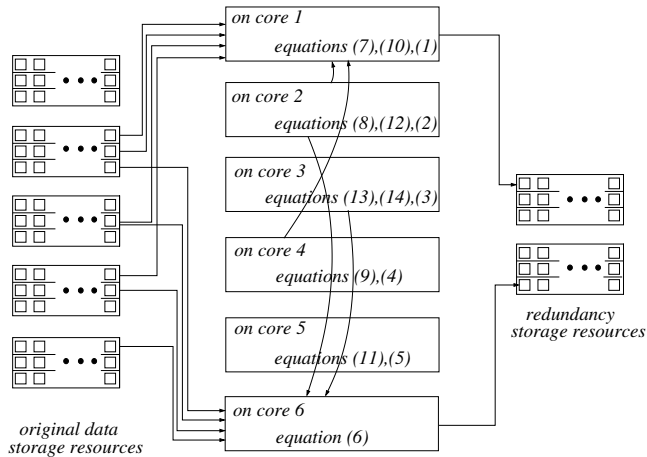 on core 1
equations (7),(10),(1)
on core 2
equations (8),(12),(2)
on core 3
equations (13),(14),(3)
on core 4
equations (9),(4)
on core 5
equations (11),(5)
on core 6
equation (6)
original data
storage resources
redundancy
storage resources